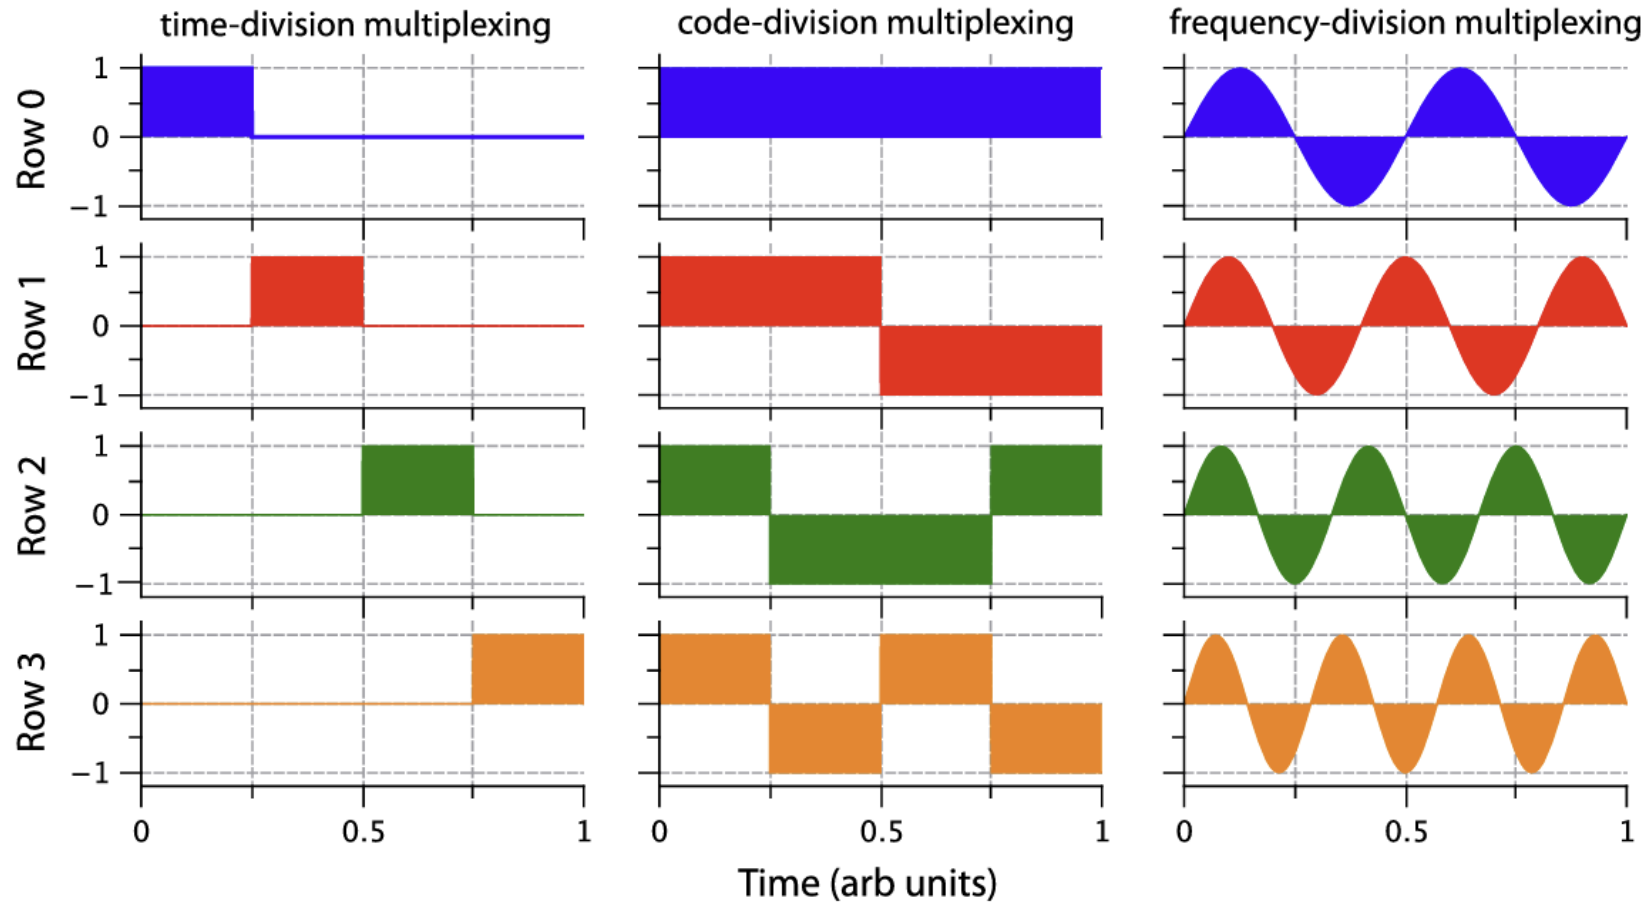 time-division multiplexing code-division multiplexing frequency-division multiplexing
Row 0
1
0
−1
Row 1
1
0
−1
Row 2
1
0
−1
Row 3
1
0
−1
0 0.5 1 0 0.5 1 0 0.5 1
Time (arb units)